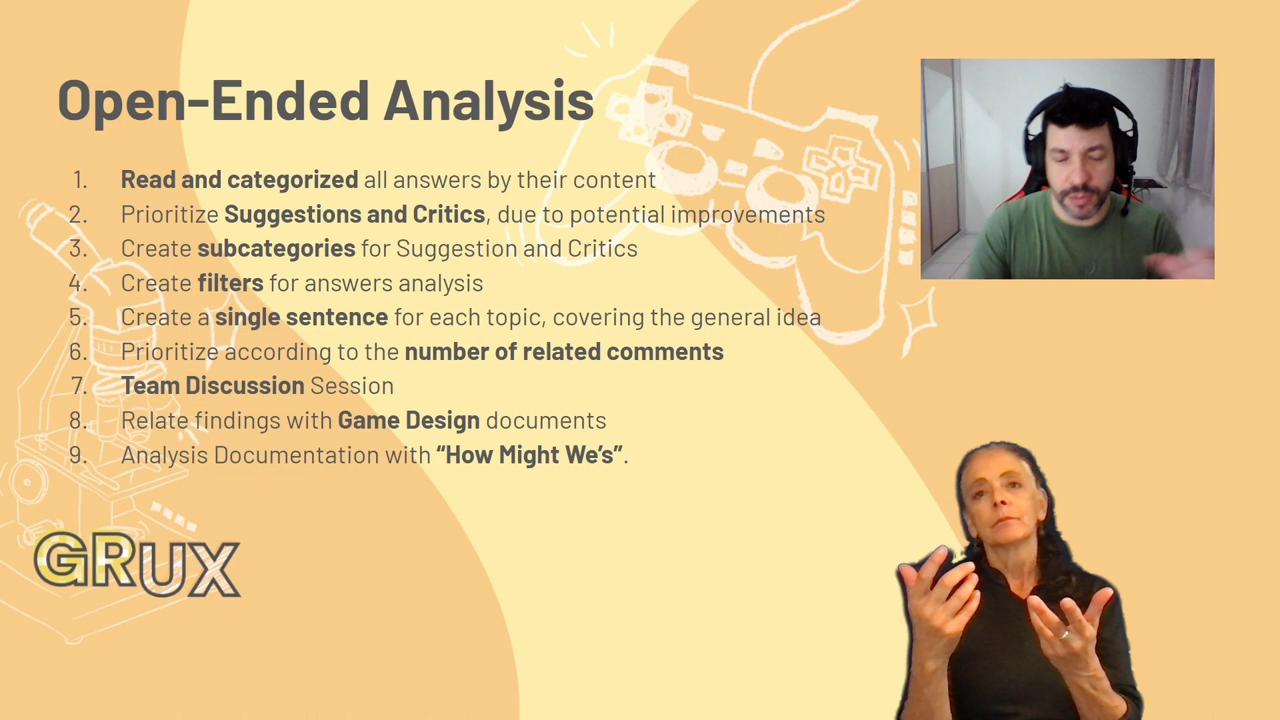 Open-Ended Analysis
1. Read and categorized all answers by their content
2. Prioritize Suggestions and Critics, due to potential improvements
3. Create subcategories for Suggestion and Critics
4. Create filters for answers analysis
5. Create a single sentence for each topic, covering the general idea
6. Prioritize according to the number of related comments
7. Team Discussion Session
8. Relate findings with Game Design documents
9. Analysis Documentation with “How Might We’s”.
GRUX